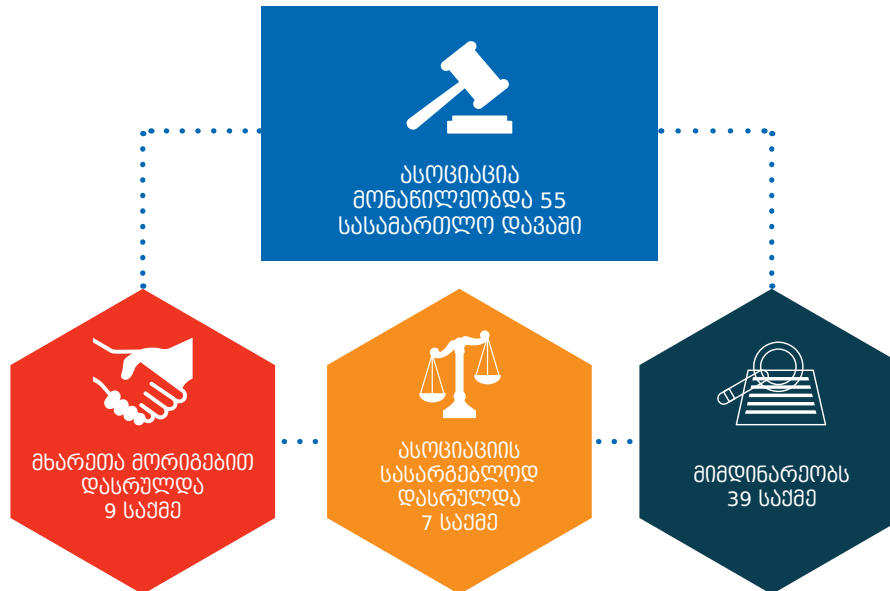 ასოციაცია
მონაწილეობდა 55
სასამართლო დავაში
მხარეთა მორიგებით
დასრულდა
9 საქმე
ასოციაციის
სასარგებლოდ
დასრულდა
7 საქმე
მიმდინარეობს
39 საქმე